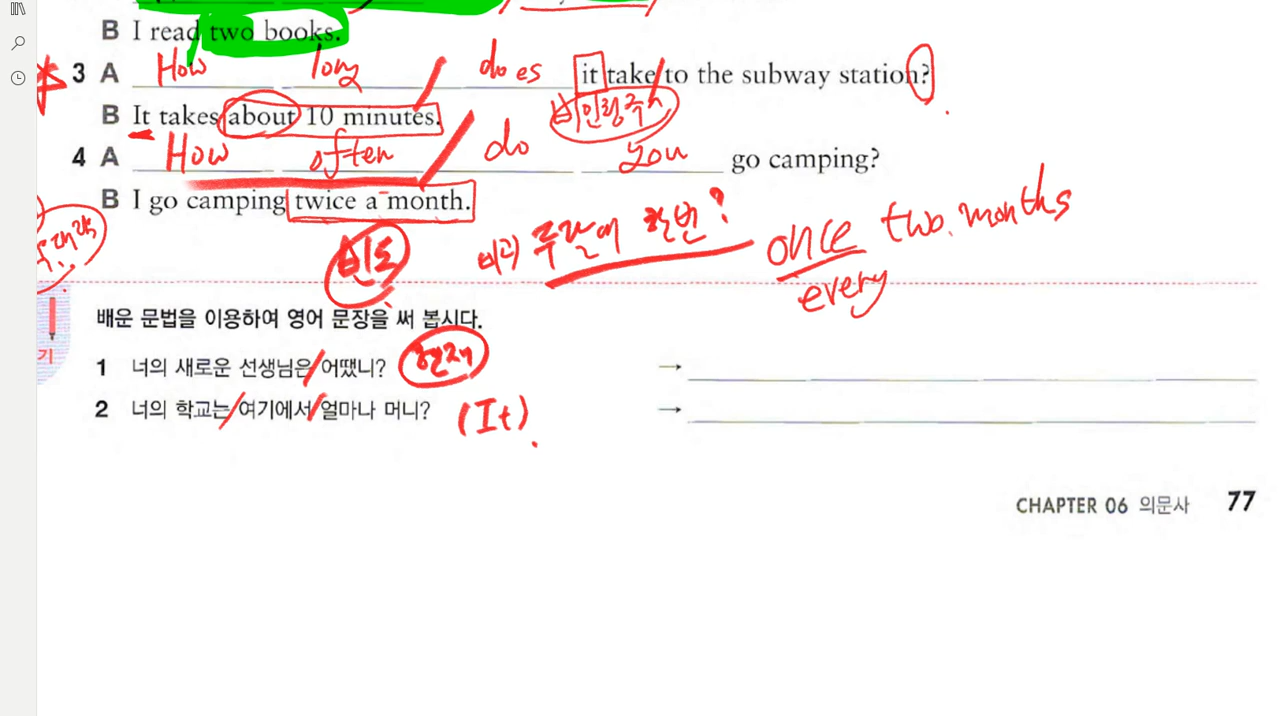 B I read two books.
3 A How long does it take to the subway station?
비인칭주어
B It takes about 10 minutes.
4 A How often do you go camping?
B I go camping twice a month.
빈도
비교) 두달에 한번?
once two months
every
배운 문법을 이용하여 영어 문장을 써 봅시다.
기
1 너의 새로운 선생님은 어땠니? 현재 →
2 너의 학교는 여기에서 얼마나 머니? (It). →
CHAPTER 06 의문사 77